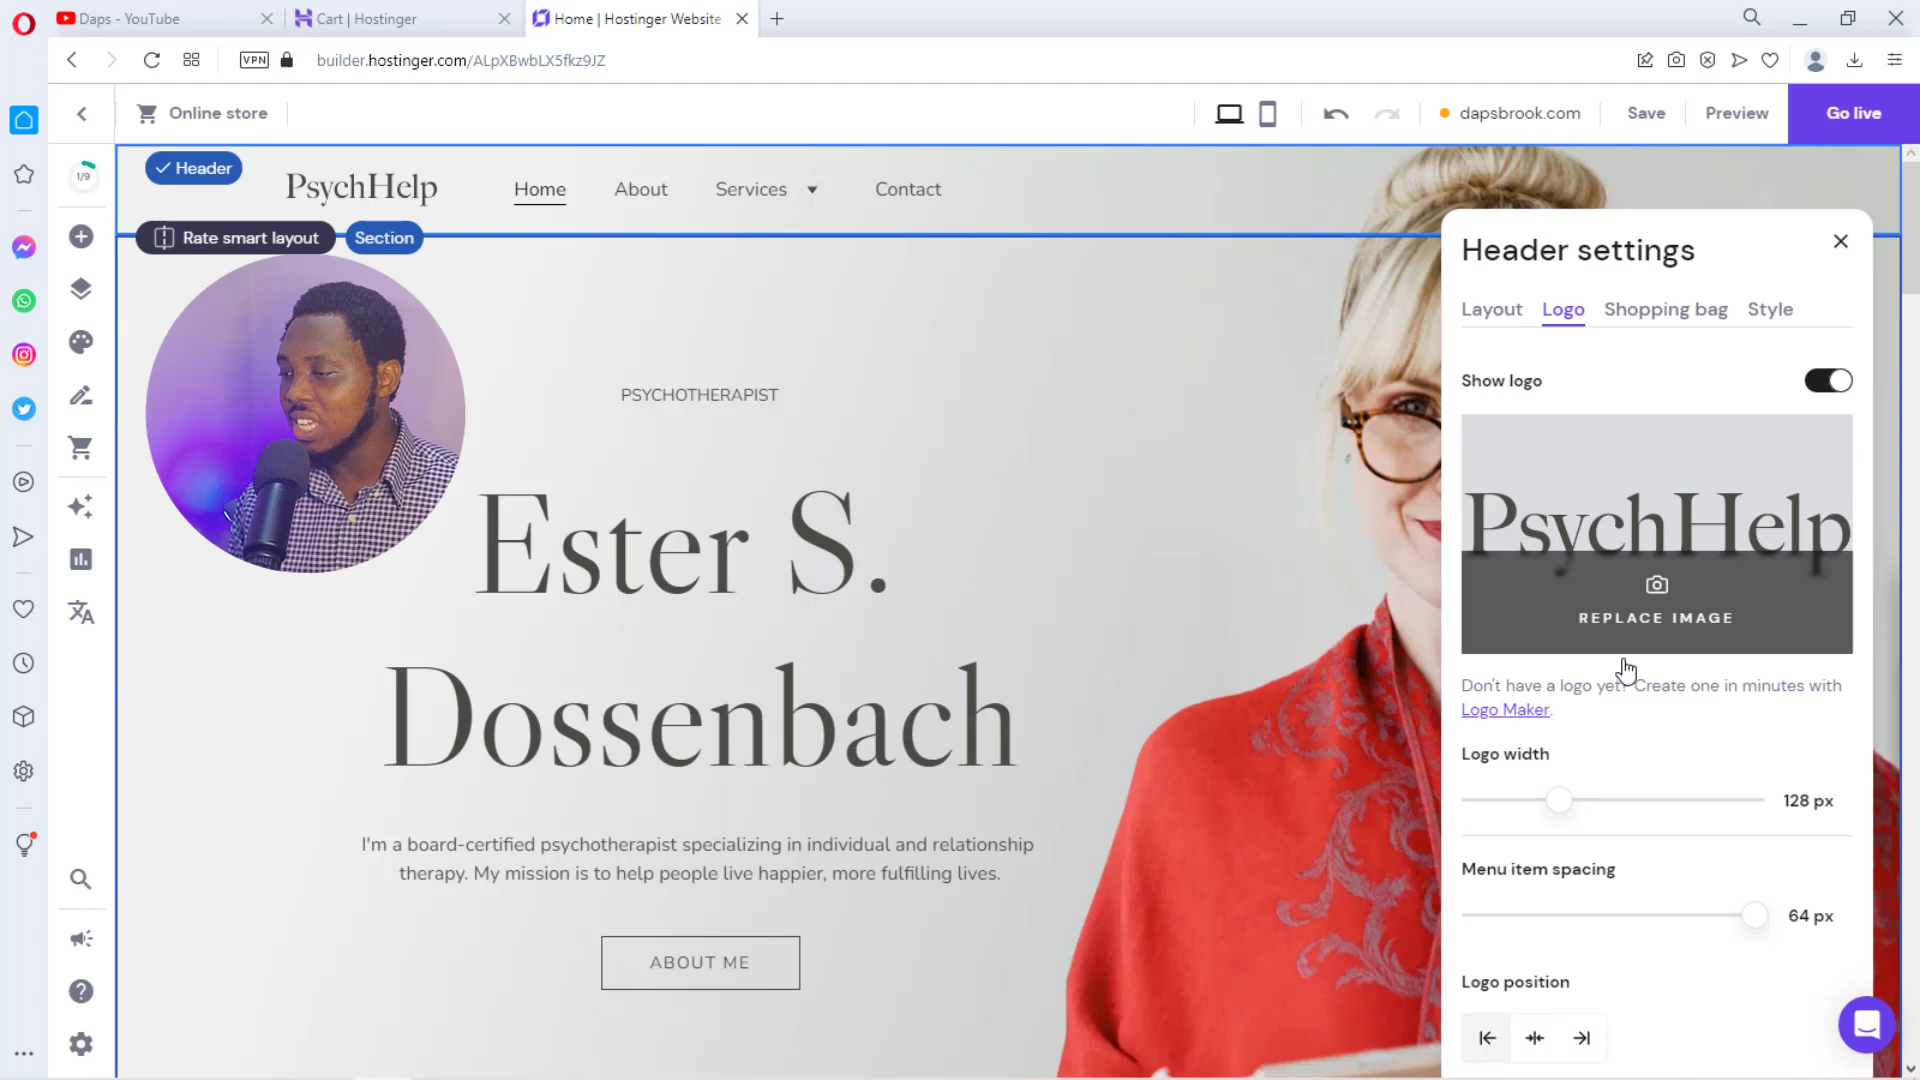 Daps - YouTube
Cart | Hostinger
Home | Hostinger Website
VPN
builder.hostinger.com/ALpXBwbLX5fkz9JZ
Online store
dapsbrook.com
Save
Preview
Go live
1/9
Header
PsychHelp
Home
About
Services
Contact
Rate smart layout
Section
PSYCHOTHERAPIST
Ester S.
Dossenbach
I'm a board-certified psychotherapist specializing in individual and relationship
therapy. My mission is to help people live happier, more fulfilling lives.
ABOUT ME
Header settings
Layout
Logo
Shopping bag
Style
Show logo
PsychHelp
REPLACE IMAGE
Don't have a logo yet? Create one in minutes with
Logo Maker.
Logo width
128 px
Menu item spacing
64 px
Logo position